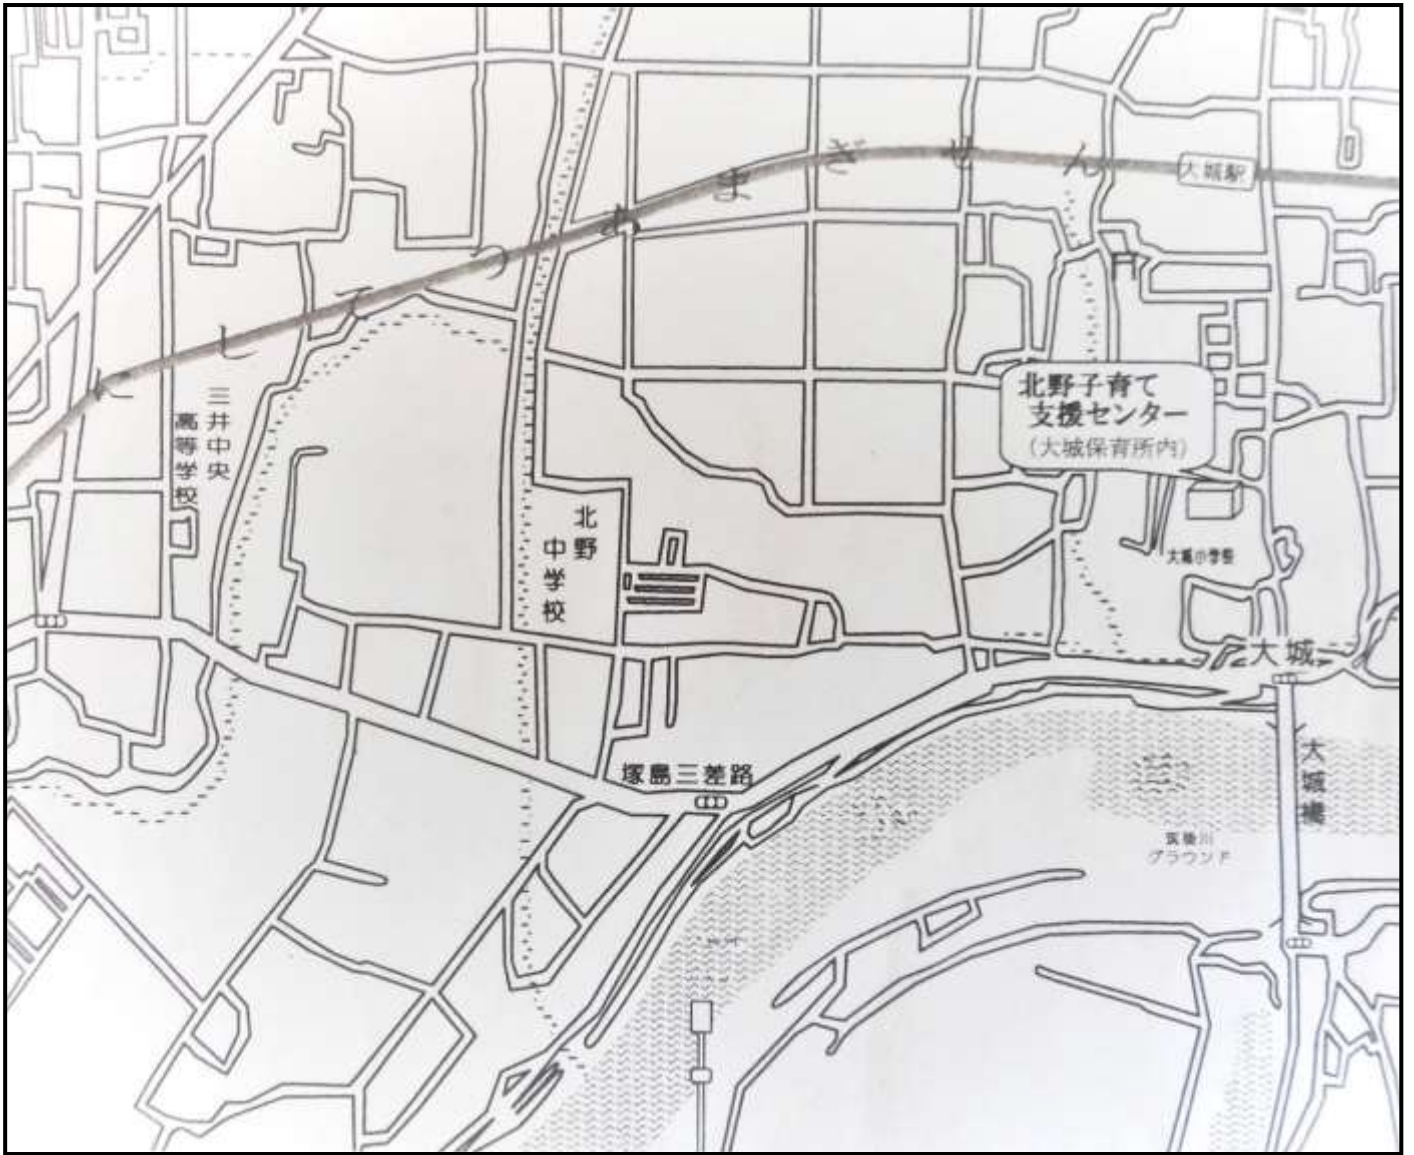 にしてつあまぎせん
大城駅
北野子育て
支援センター
(大城保育所内)
三井中央
高等学校
北野
中学校
大城小学校
大城
塚島三差路
大城橋
筑後川
グラウンド